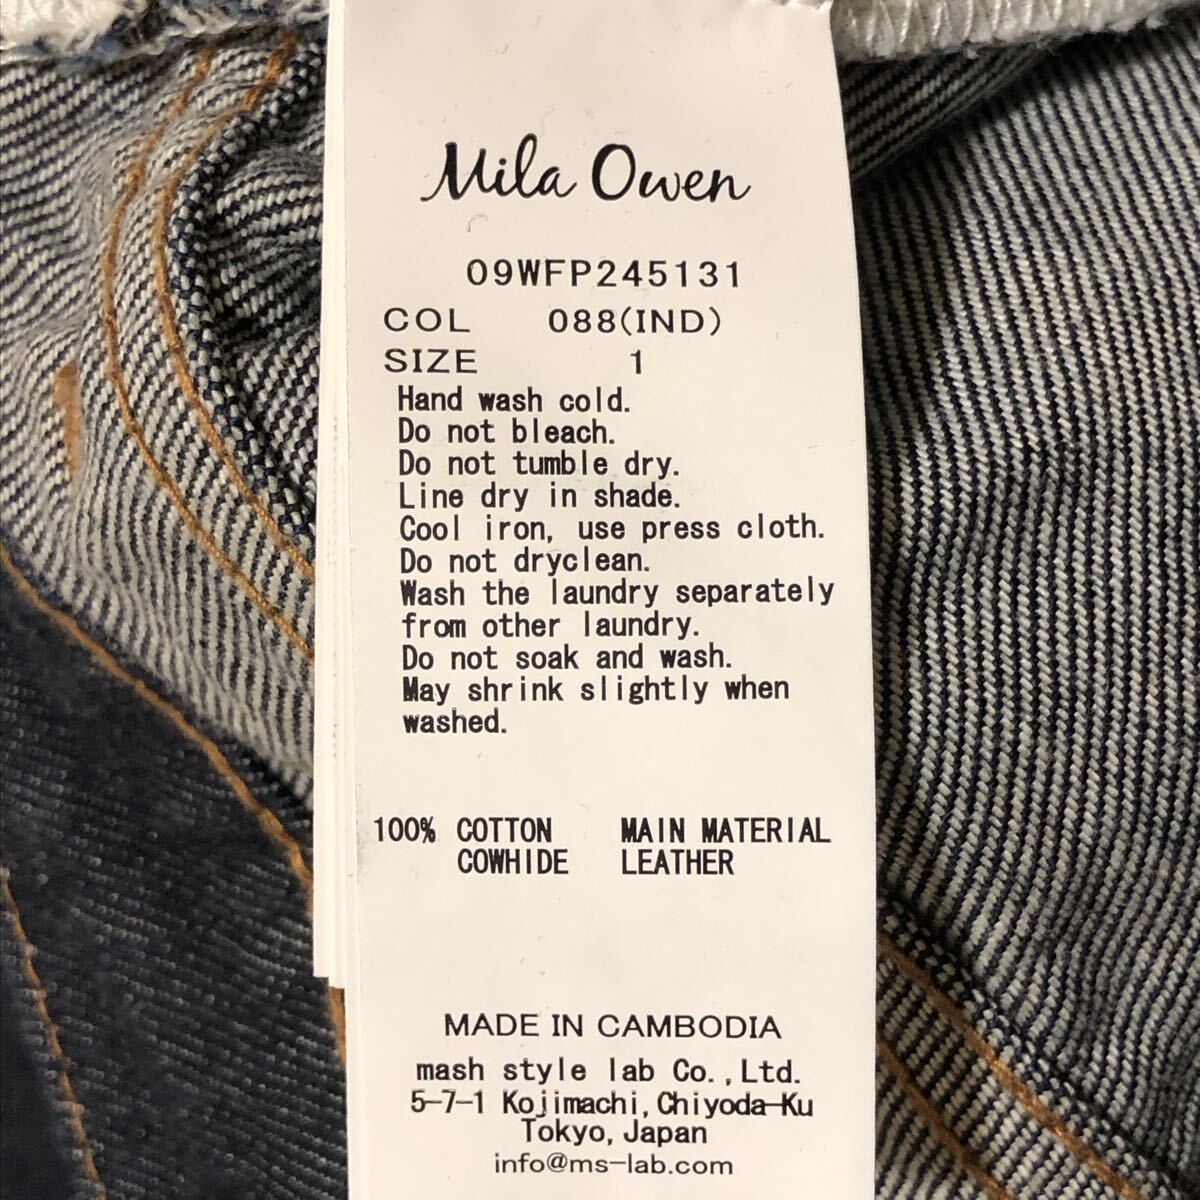 Mila Owen
09WFP245131
COL 088(IND)
SIZE 1
Hand wash cold.
Do not bleach.
Do not tumble dry.
Line dry in shade.
Cool iron, use press cloth.
Do not dryclean.
Wash the laundry separately
from other laundry.
Do not soak and wash.
May shrink slightly when
washed.
100% COTTON MAIN MATERIAL
COWHIDE LEATHER
MADE IN CAMBODIA
mash style lab Co.,Ltd.
5-7-1 Kojimachi,Chiyoda-Ku
Tokyo,Japan
info@ms-lab.com